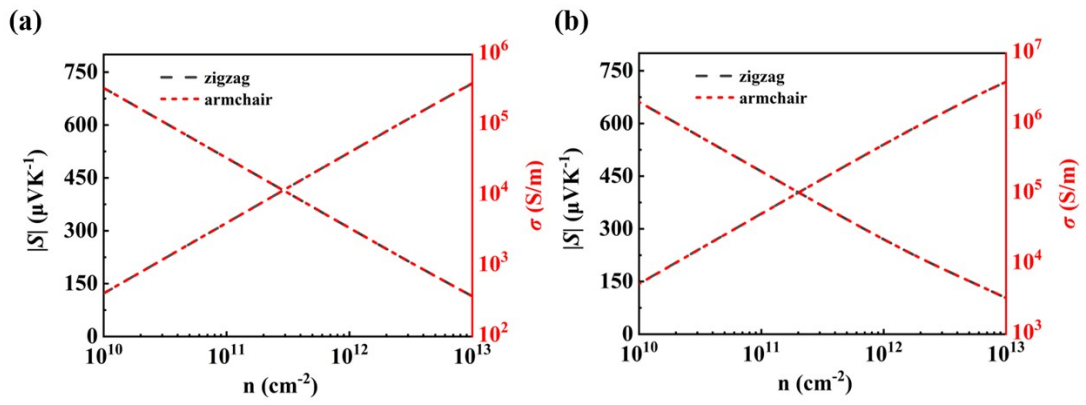 (a)
zigzag
armchair
|S| (μVK⁻¹)
750
600
450
300
150
0
10⁶
10⁵
10⁴
10³
10²
σ (S/m)
10¹⁰
10¹¹
10¹²
10¹³
n (cm⁻²)
(b)
zigzag
armchair
|S| (μVK⁻¹)
750
600
450
300
150
0
10⁷
10⁶
10⁵
10⁴
10³
σ (S/m)
10¹⁰
10¹¹
10¹²
10¹³
n (cm⁻²)